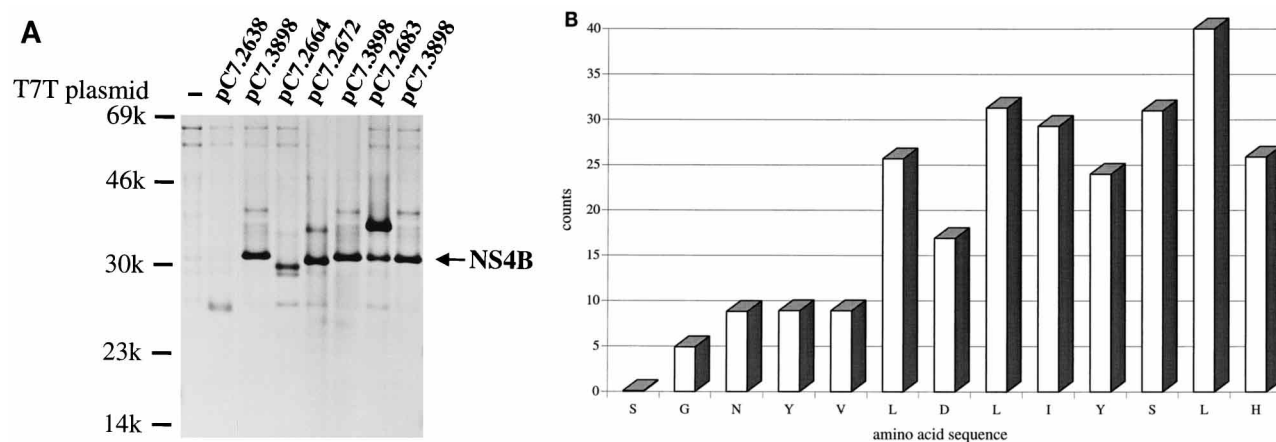 A
T7T plasmid
–
pC7.2638
pC7.3898
pC7.2664
pC7.2672
pC7.3898
pC7.2683
pC7.3898
69k
46k
30k
23k
14k
NS4B
B
counts
40
35
30
25
20
15
10
5
0
S G N Y V L D L I Y S L H
amino acid sequence